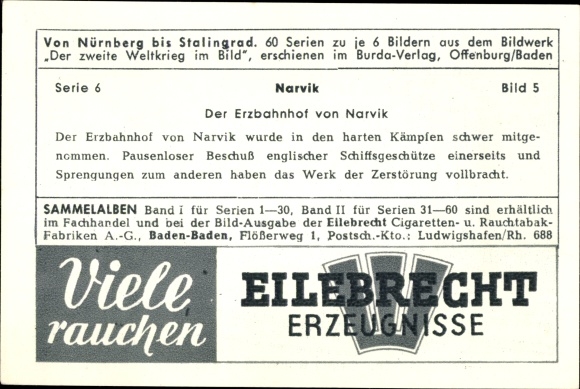 Von Nürnberg bis Stalingrad. 60 Serien zu je 6 Bildern aus dem Bildwerk
„Der zweite Weltkrieg im Bild", erschienen im Burda-Verlag, Offenburg/Baden
Serie 6 Narvik Bild 5
Der Erzbahnhof von Narvik
Der Erzbahnhof von Narvik wurde in den harten Kämpfen schwer mitge-
nommen. Pausenloser Beschuß englischer Schiffsgeschütze einerseits und
Sprengungen zum anderen haben das Werk der Zerstörung vollbracht.
SAMMELALBEN Band I für Serien 1—30, Band II für Serien 31—60 sind erhältlich
im Fachhandel und bei der Bild-Ausgabe der Eilebrecht Cigaretten- u. Rauchtabak-
Fabriken A.-G., Baden-Baden, Flößerweg 1, Postsch.-Kto.: Ludwigshafen/Rh. 688
Viele
rauchen
EILEBRECHT
ERZEUGNISSE